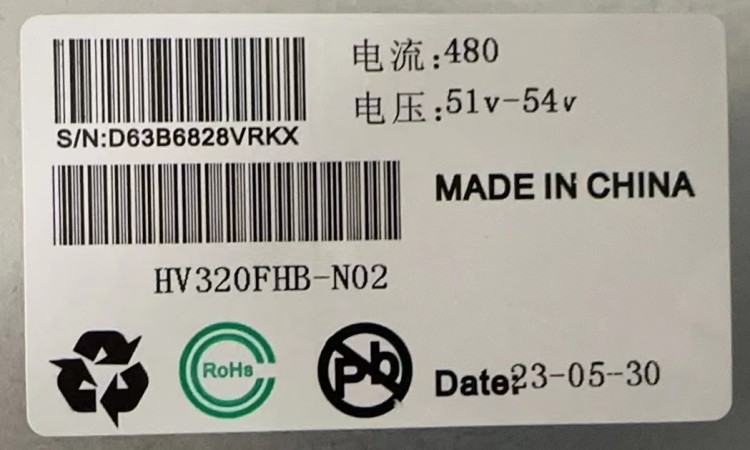 电流:480
电压:51v-54v
S/N:D63B6828VRKX
MADE IN CHINA
HV320FHB-N02
RoHs
Pb
Date:23-05-30